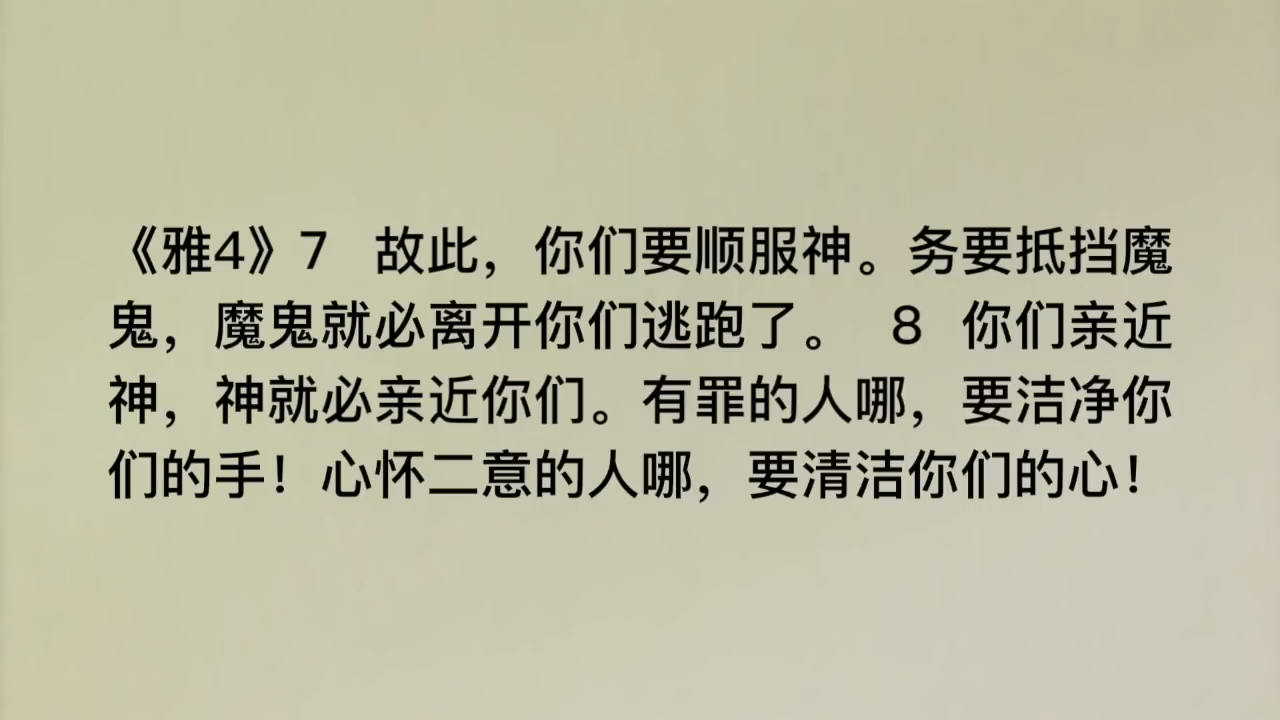 《雅4》7 故此，你们要顺服神。务要抵挡魔
鬼，魔鬼就必离开你们逃跑了。 8 你们亲近
神，神就必亲近你们。有罪的人哪，要洁净你
们的手！心怀二意的人哪，要清洁你们的心！